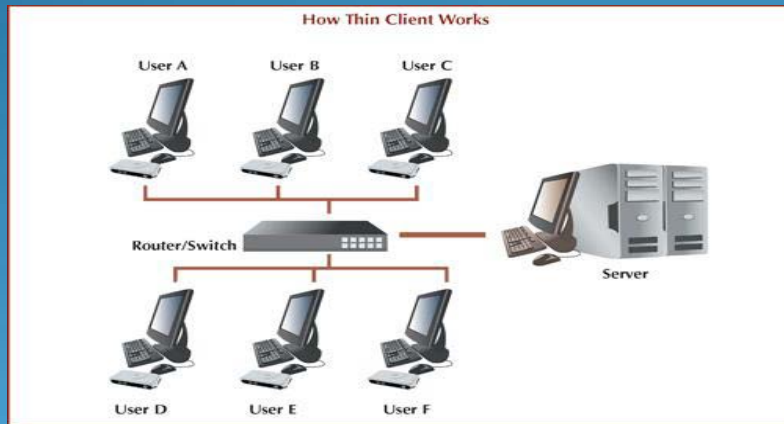 How Thin Client Works
User A
User B
User C
Router/Switch
Server
User D
User E
User F